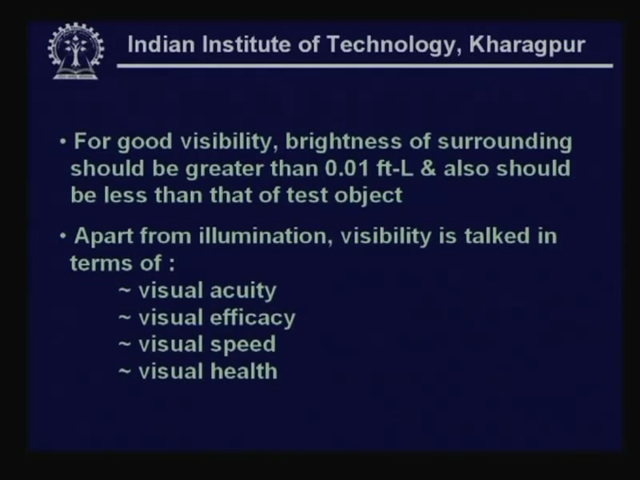 Indian Institute of Technology, Kharagpur
• For good visibility, brightness of surrounding
should be greater than 0.01 ft-L & also should
be less than that of test object
• Apart from illumination, visibility is talked in
terms of :
~ visual acuity
~ visual efficacy
~ visual speed
~ visual health